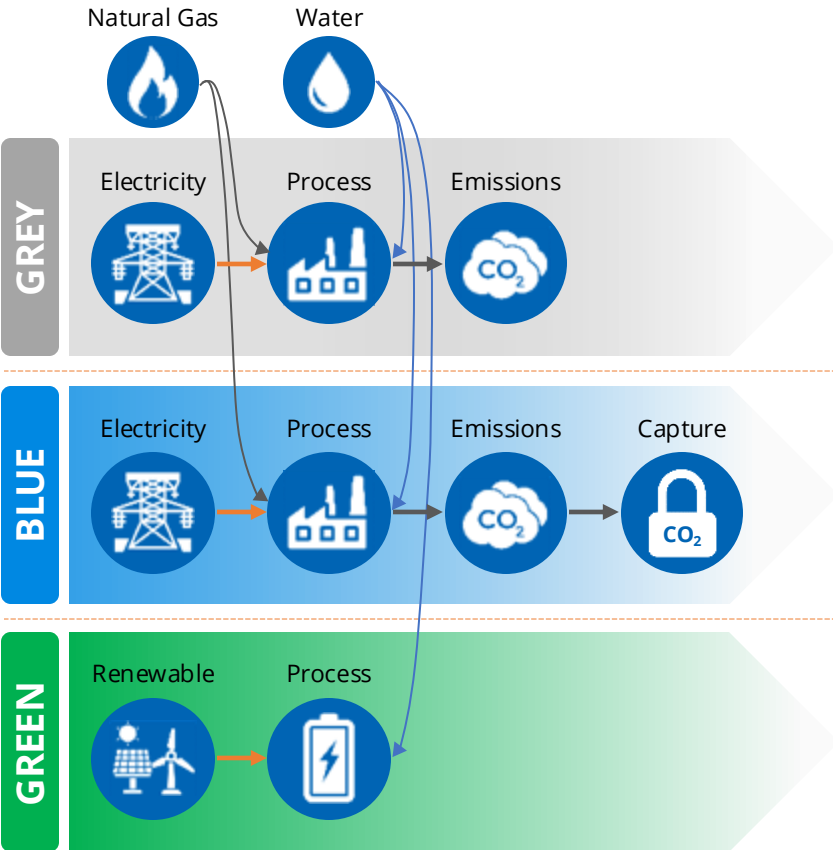 Natural Gas
Water
GREY
Electricity
Process
Emissions
CO2
BLUE
Electricity
Process
Emissions
Capture
CO2
CO2
GREEN
Renewable
Process